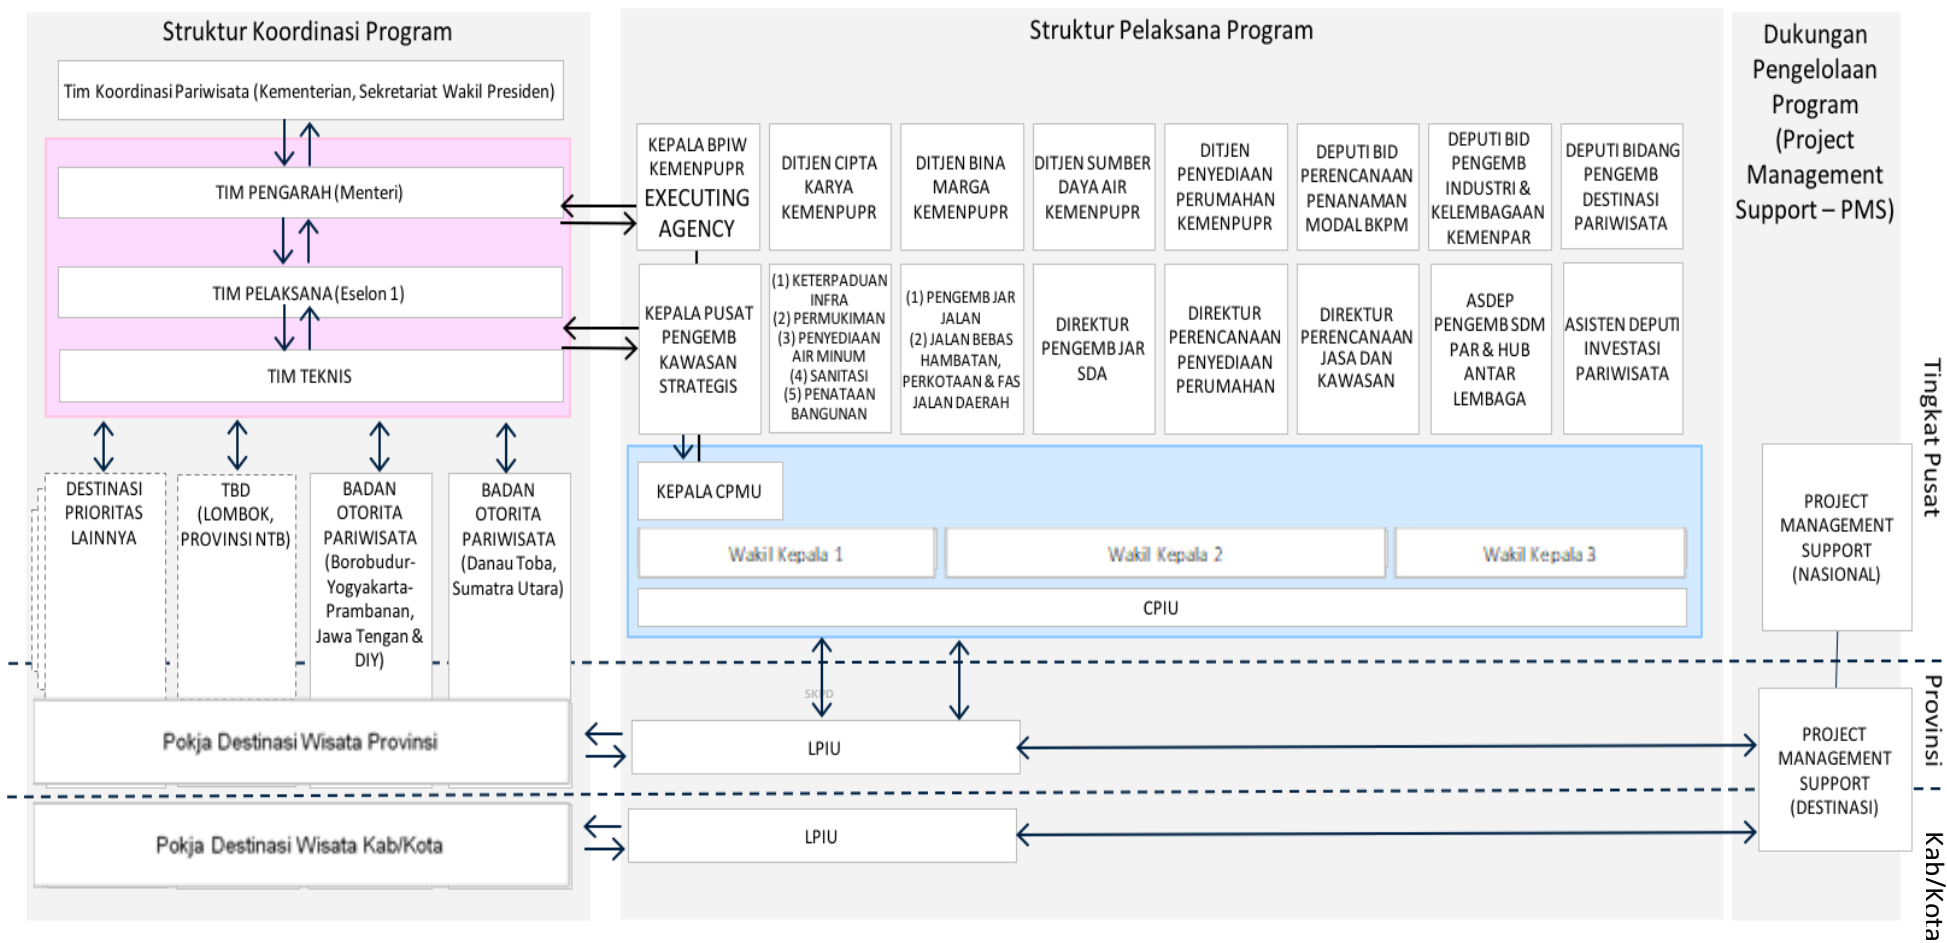 Struktur Koordinasi Program
Tim Koordinasi Pariwisata (Kementerian, Sekretariat Wakil Presiden)
TIM PENGARAH (Menteri)
TIM PELAKSANA (Eselon 1)
TIM TEKNIS
DESTINASI
PRIORITAS
LAINNYA
TBD
(LOMBOK,
PROVINSI NTB)
BADAN
OTORITA
PARIWISATA
(Borobudur-
Yogyakarta-
Prambanan,
Jawa Tengan &
DIY)
BADAN
OTORITA
PARIWISATA
(Danau Toba,
Sumatra Utara)
Pokja Destinasi Wisata Provinsi
Pokja Destinasi Wisata Kab/Kota
Struktur Pelaksana Program
KEPALA BPIW
KEMENPUPR
EXECUTING
AGENCY
DITJEN CIPTA
KARYA
KEMENPUPR
DITJEN BINA
MARGA
KEMENPUPR
DITJEN SUMBER
DAYA AIR
KEMENPUPR
DITJEN
PENYEDIAAN
PERUMAHAN
KEMENPUPR
DEPUTI BID
PERENCANAAN
PENANAMAN
MODAL BKPM
DEPUTI BID
PENGEMB
INDUSTRI &
KELEMBAGAAN
KEMENPAR
DEPUTI BIDANG
PENGEMB
DESTINASI
PARIWISATA
KEPALA PUSAT
PENGEMB
KAWASAN
STRATEGIS
(1) KETERPADUAN
INFRA
(2) PERMUKIMAN
(3) PENYEDIAAN
AIR MINUM
(4) SANITASI
(5) PENATAAN
BANGUNAN
(1) PENGEMB JAR
JALAN
(2) JALAN BEBAS
HAMBATAN,
PERKOTAAN & FAS
JALAN DAERAH
DIREKTUR
PENGEMB JAR
SDA
DIREKTUR
PERENCANAAN
PENYEDIAAN
PERUMAHAN
DIREKTUR
PERENCANAAN
JASA DAN
KAWASAN
ASDEP
PENGEMB SDM
PAR & HUB
ANTAR
LEMBAGA
ASISTEN DEPUTI
INVESTASI
PARIWISATA
KEPALA CPMU
Wakil Kepala 1
Wakil Kepala 2
Wakil Kepala 3
CPIU
SKPD
LPIU
LPIU
Dukungan
Pengelolaan
Program
(Project
Management
Support – PMS)
PROJECT
MANAGEMENT
SUPPORT
(NASIONAL)
PROJECT
MANAGEMENT
SUPPORT
(DESTINASI)
Tingkat Pusat
Provinsi
Kab/Kota